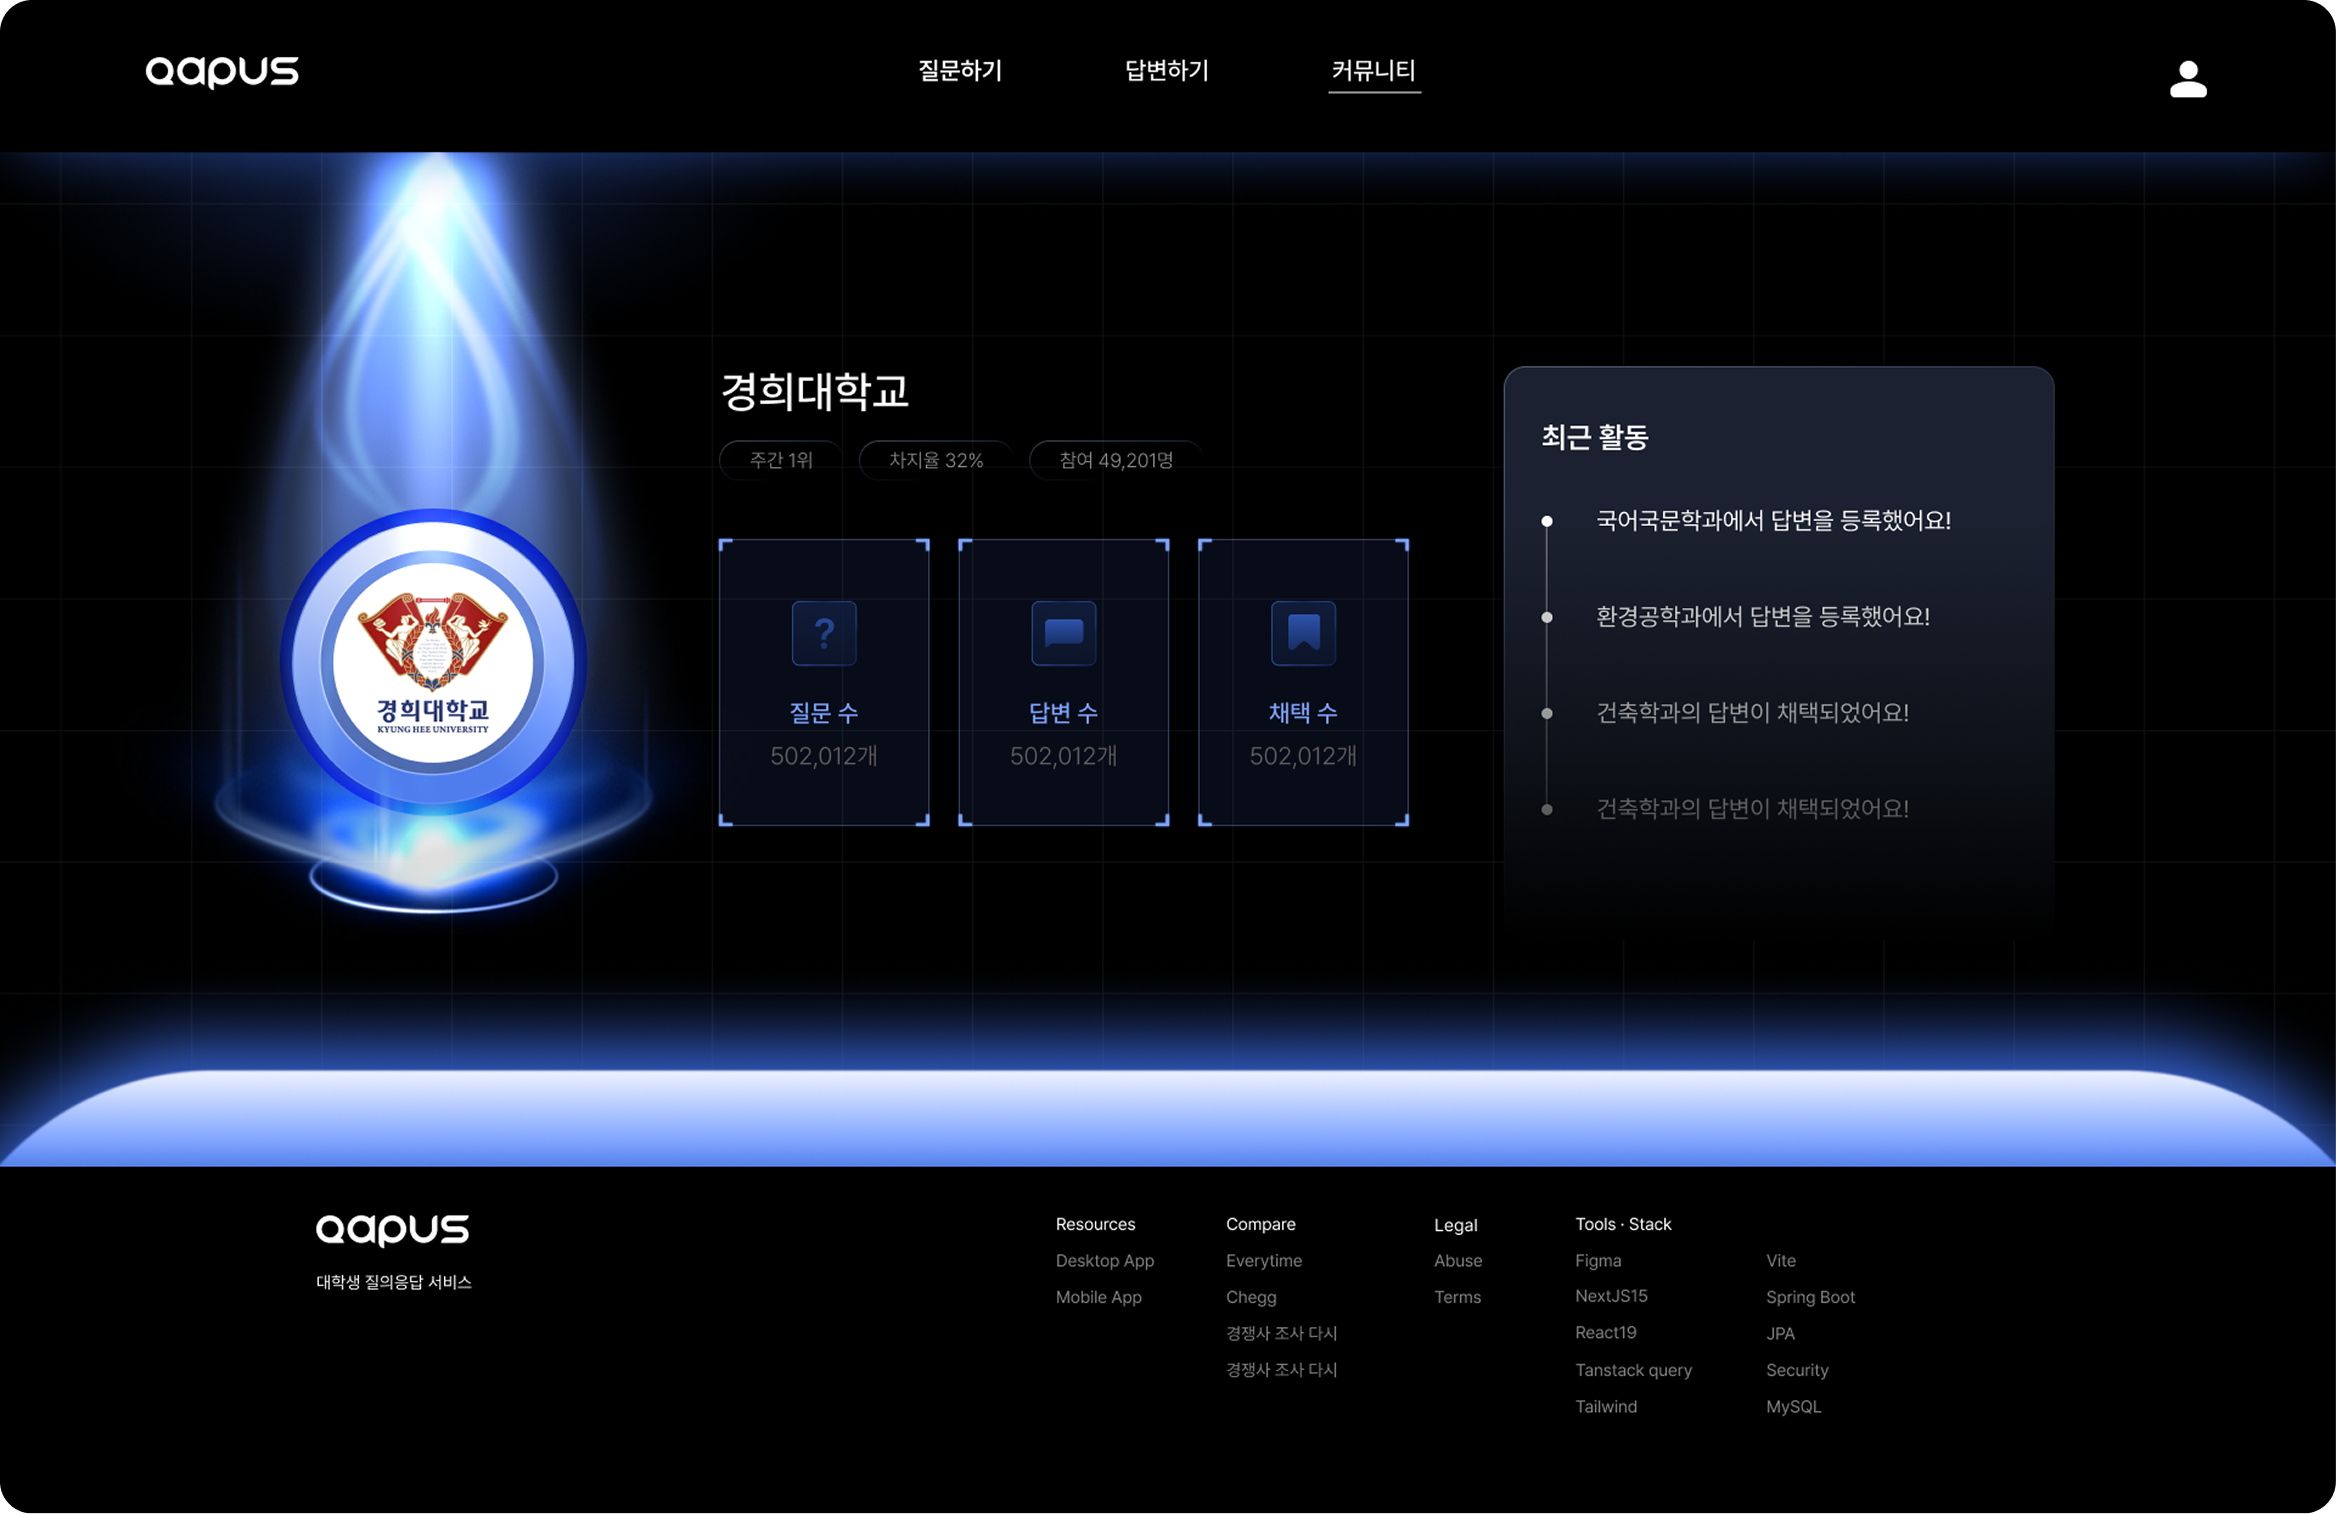 qapus
질문하기
답변하기
커뮤니티
경희대학교
주간 1위
차지율 32%
참여 49,201명
경희대학교
KYUNG HEE UNIVERSITY
?
질문 수
502,012개
답변 수
502,012개
채택 수
502,012개
최근 활동
국어국문학과에서 답변을 등록했어요!
환경공학과에서 답변을 등록했어요!
건축학과의 답변이 채택되었어요!
건축학과의 답변이 채택되었어요!
qapus
대학생 질의응답 서비스
Resources
Desktop App
Mobile App
Compare
Everytime
Chegg
경쟁사 조사 다시
경쟁사 조사 다시
Legal
Abuse
Terms
Tools · Stack
Figma
NextJS15
React19
Tanstack query
Tailwind
Vite
Spring Boot
JPA
Security
MySQL